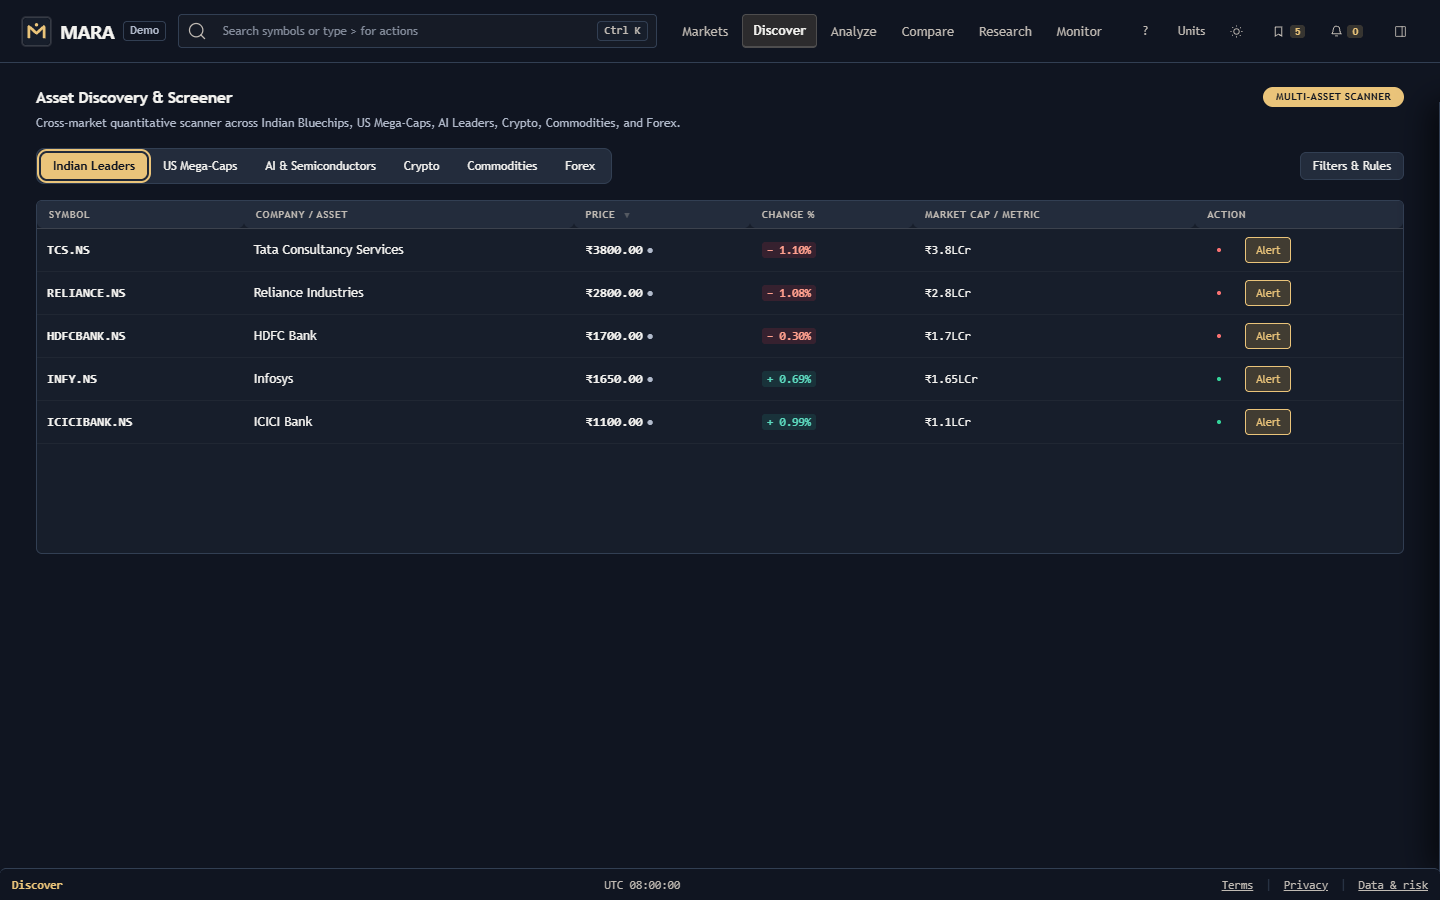 MARA Demo Search symbols or type > for actions Ctrl K Markets Discover Analyze Compare Research Monitor ? Units 5 0
Asset Discovery & Screener MULTI-ASSET SCANNER
Cross-market quantitative scanner across Indian Bluechips, US Mega-Caps, AI Leaders, Crypto, Commodities, and Forex.
Indian Leaders US Mega-Caps AI & Semiconductors Crypto Commodities Forex Filters & Rules
SYMBOL COMPANY / ASSET PRICE ▼ CHANGE % MARKET CAP / METRIC ACTION
TCS.NS Tata Consultancy Services ₹3800.00 − 1.10% ₹3.8LCr Alert
RELIANCE.NS Reliance Industries ₹2800.00 − 1.08% ₹2.8LCr Alert
HDFCBANK.NS HDFC Bank ₹1700.00 − 0.30% ₹1.7LCr Alert
INFY.NS Infosys ₹1650.00 + 0.69% ₹1.65LCr Alert
ICICIBANK.NS ICICI Bank ₹1100.00 + 0.99% ₹1.1LCr Alert
Discover UTC 08:00:00 Terms Privacy Data & risk